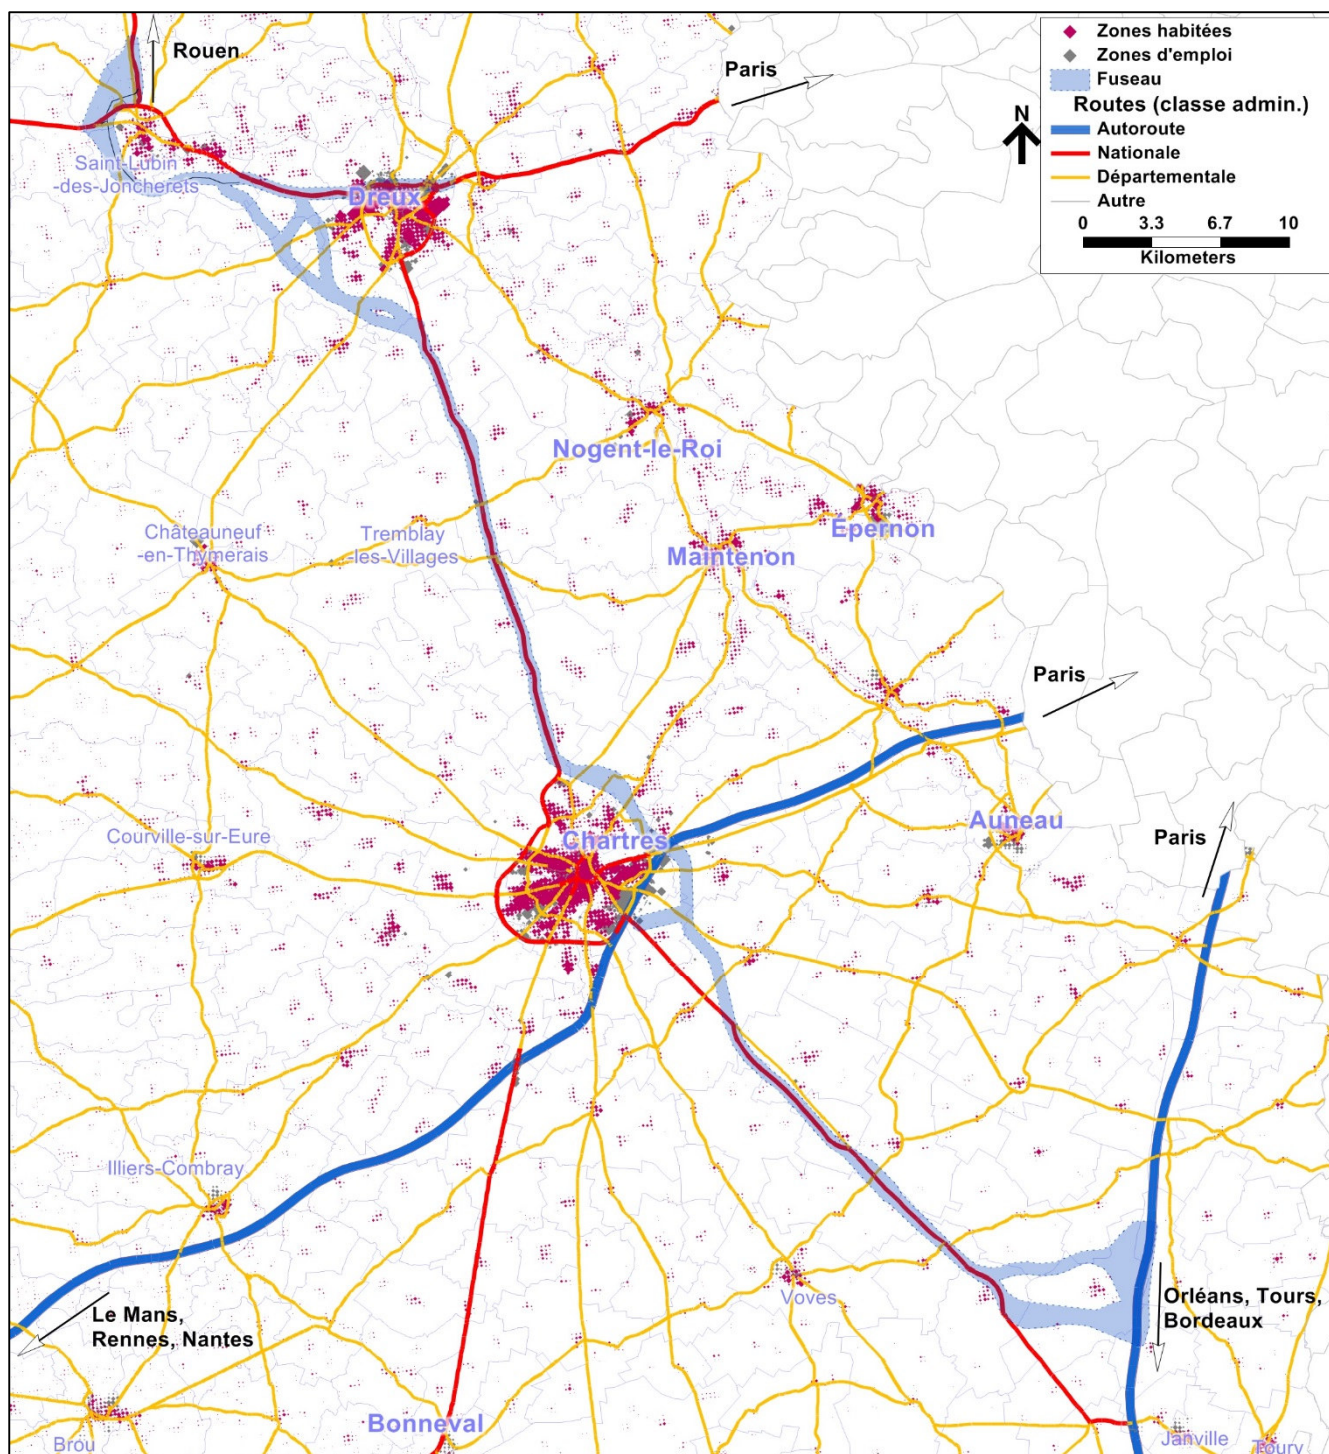 Rouen
Paris
Zones habitées
Zones d'emploi
Fuseau
Routes (classe admin.)
Autoroute
Nationale
Départementale
Autre
0 3.3 6.7 10
Kilometers
N
Saint-Lubin
-des-Joncherets
Dreux
Nogent-le-Roi
Châteauneuf
-en-Thymerais
Tremblay
-les-Villages
Épernon
Maintenon
Paris
Courville-sur-Eure
Chartres
Auneau
Paris
Illiers-Combray
Voves
Le Mans,
Rennes, Nantes
Orléans, Tours,
Bordeaux
Bonneval
Brou
Janville
Toury